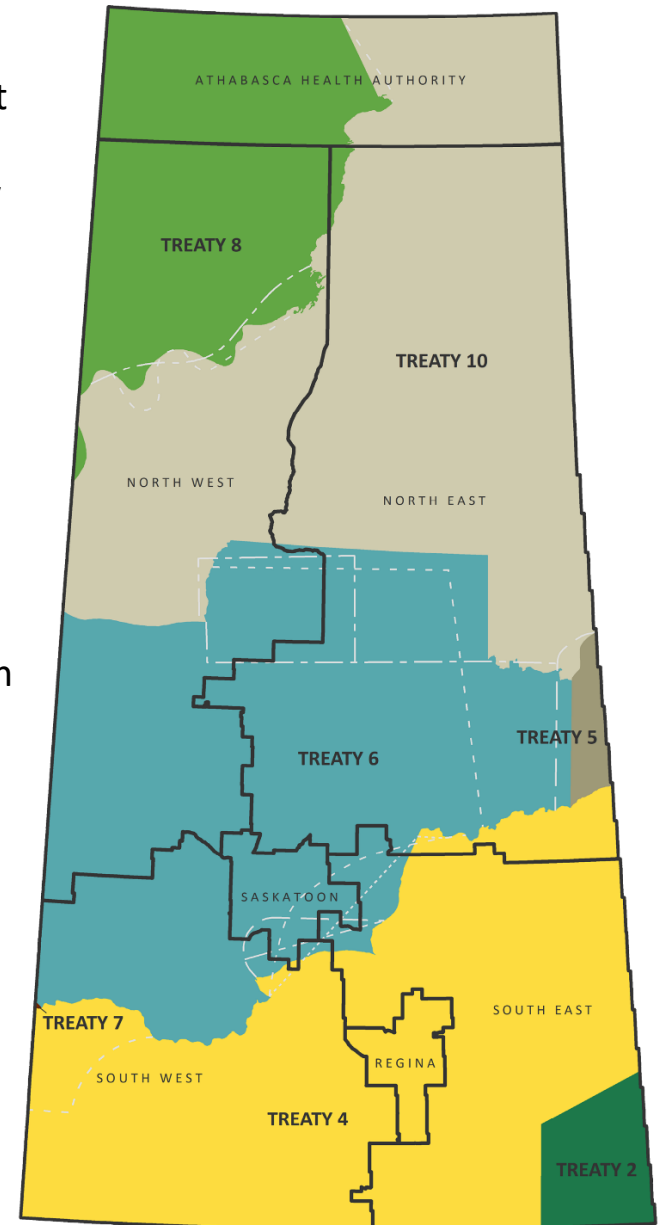 t
ATHABASCA HEALTH AUTHORITY
TREATY 8
TREATY 10
NORTH WEST
NORTH EAST
n
TREATY 5
TREATY 6
SASKATOON
SOUTH EAST
TREATY 7
REGINA
SOUTH WEST
TREATY 4
TREATY 2